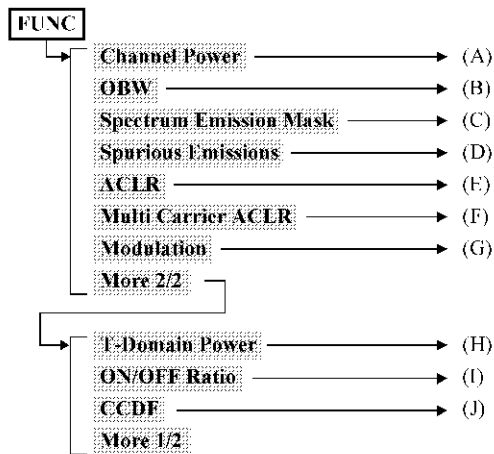 FUNC
Channel Power (A)
OBW (B)
Spectrum Emission Mask (C)
Spurious Emissions (D)
ACLR (E)
Multi Carrier ACLR (F)
Modulation (G)
More 2/2
T-Domain Power (H)
ON/OFF Ratio (I)
CCDF (J)
More 1/2